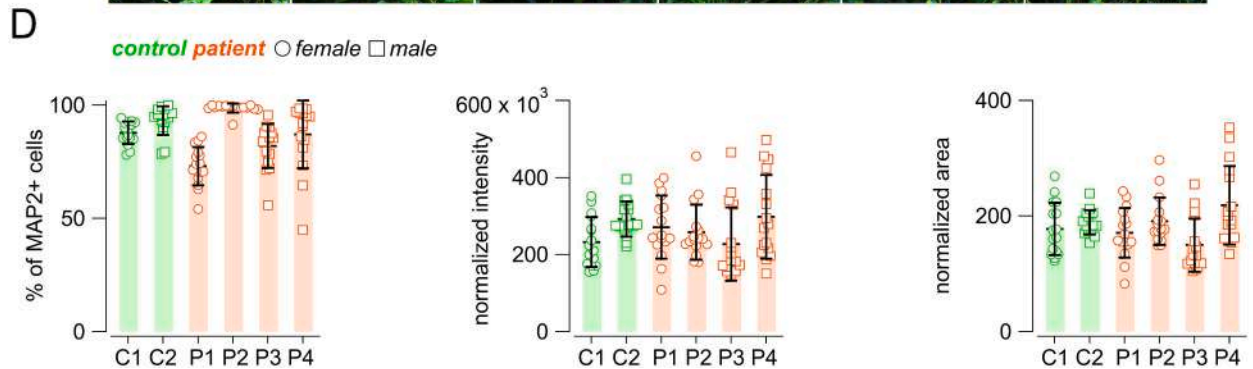 D
control patient ○ female □ male
% of MAP2+ cells
100
50
0
C1 C2 P1 P2 P3 P4
normalized intensity
600 x 10³
400
200
0
C1 C2 P1 P2 P3 P4
normalized area
400
200
0
C1 C2 P1 P2 P3 P4